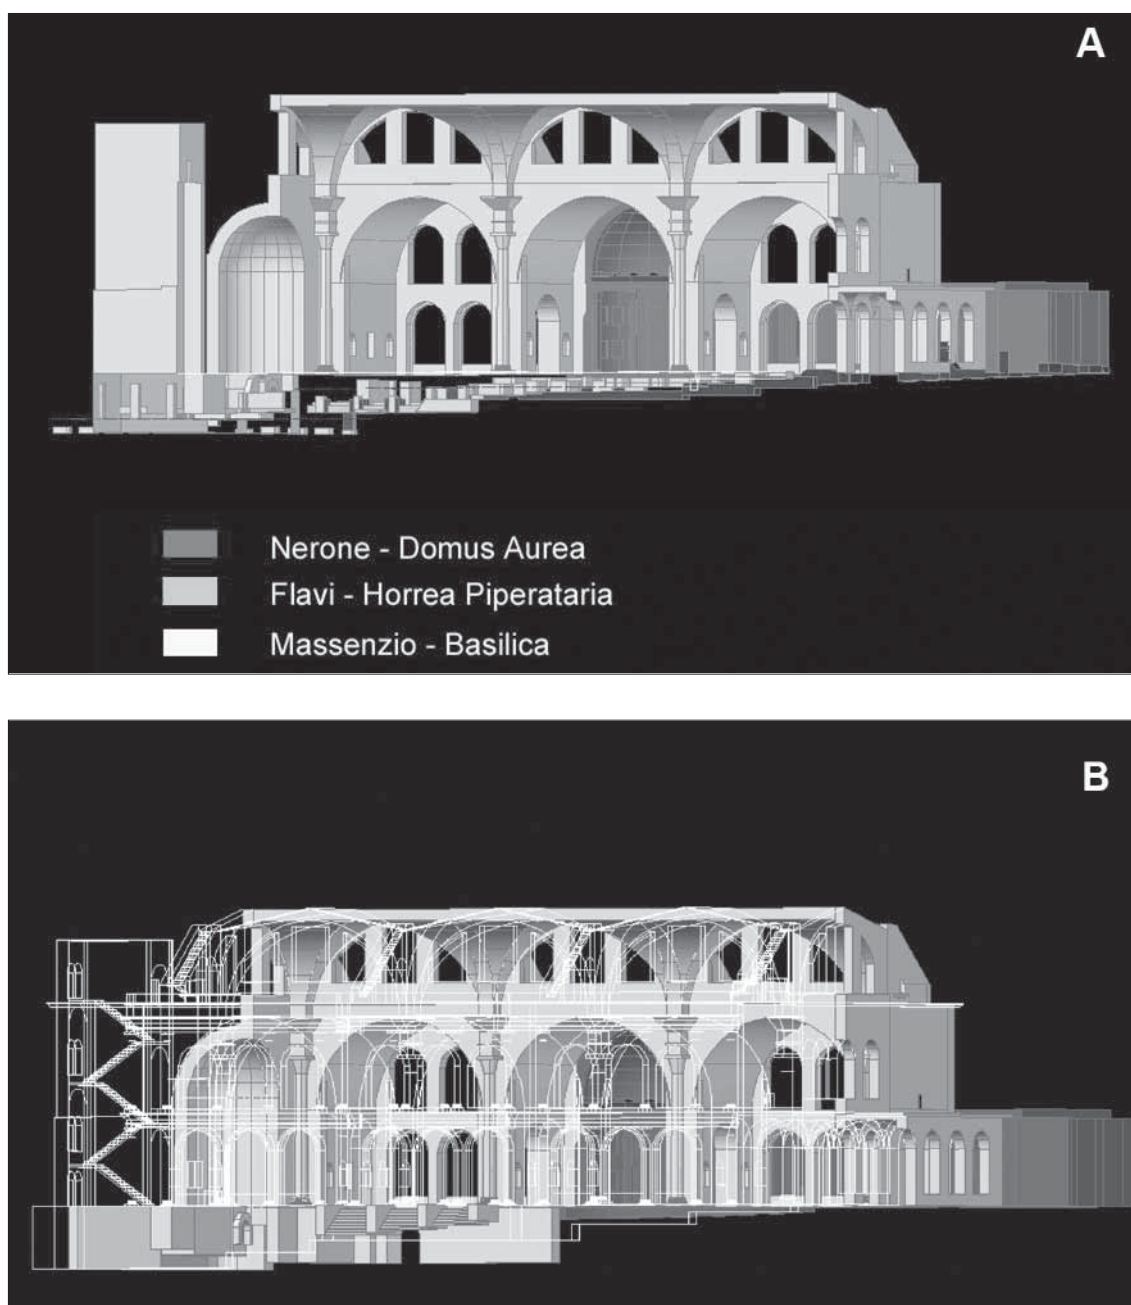 A
Nerone - Domus Aurea
Flavi - Horrea Piperataria
Massenzio - Basilica
B